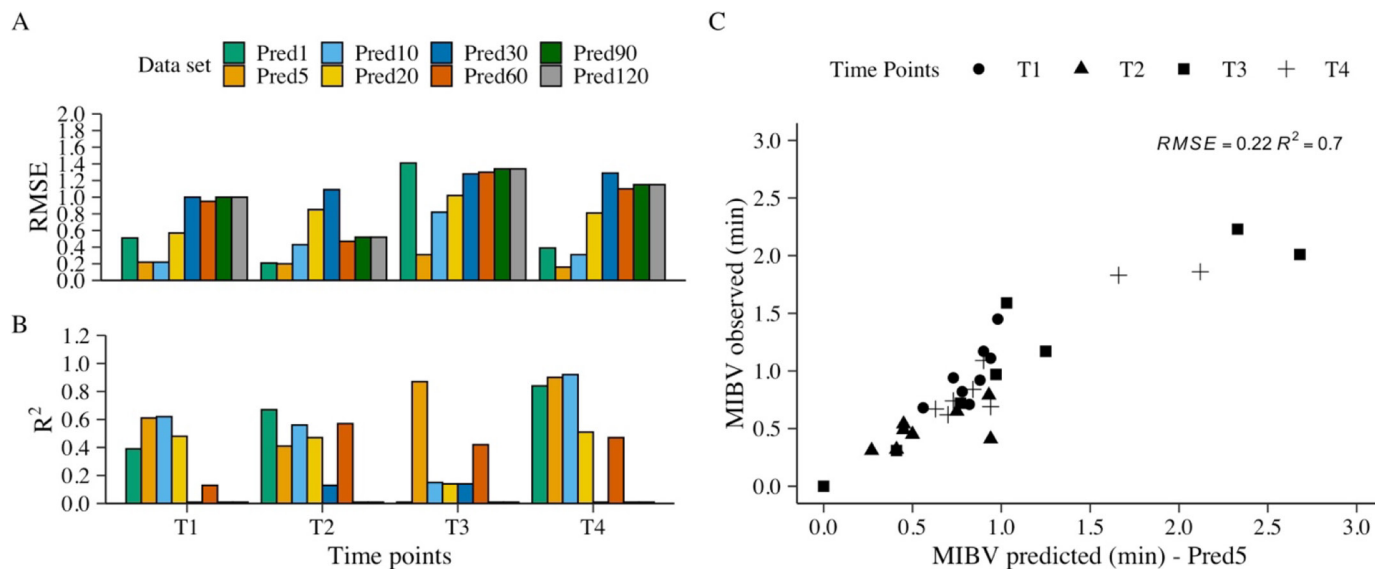 A
Data set
Pred1 Pred10 Pred30 Pred90
Pred5 Pred20 Pred60 Pred120
RMSE
2.0
1.8
1.6
1.4
1.2
1.0
0.8
0.6
0.4
0.2
0.0
B
R²
1.2
1.0
0.8
0.6
0.4
0.2
0.0
T1 T2 T3 T4
Time points
C
Time Points T1 T2 T3 T4
RMSE = 0.22 R² = 0.7
MIBV observed (min)
3.0
2.5
2.0
1.5
1.0
0.5
0.0
0.0 0.5 1.0 1.5 2.0 2.5 3.0
MIBV predicted (min) - Pred5